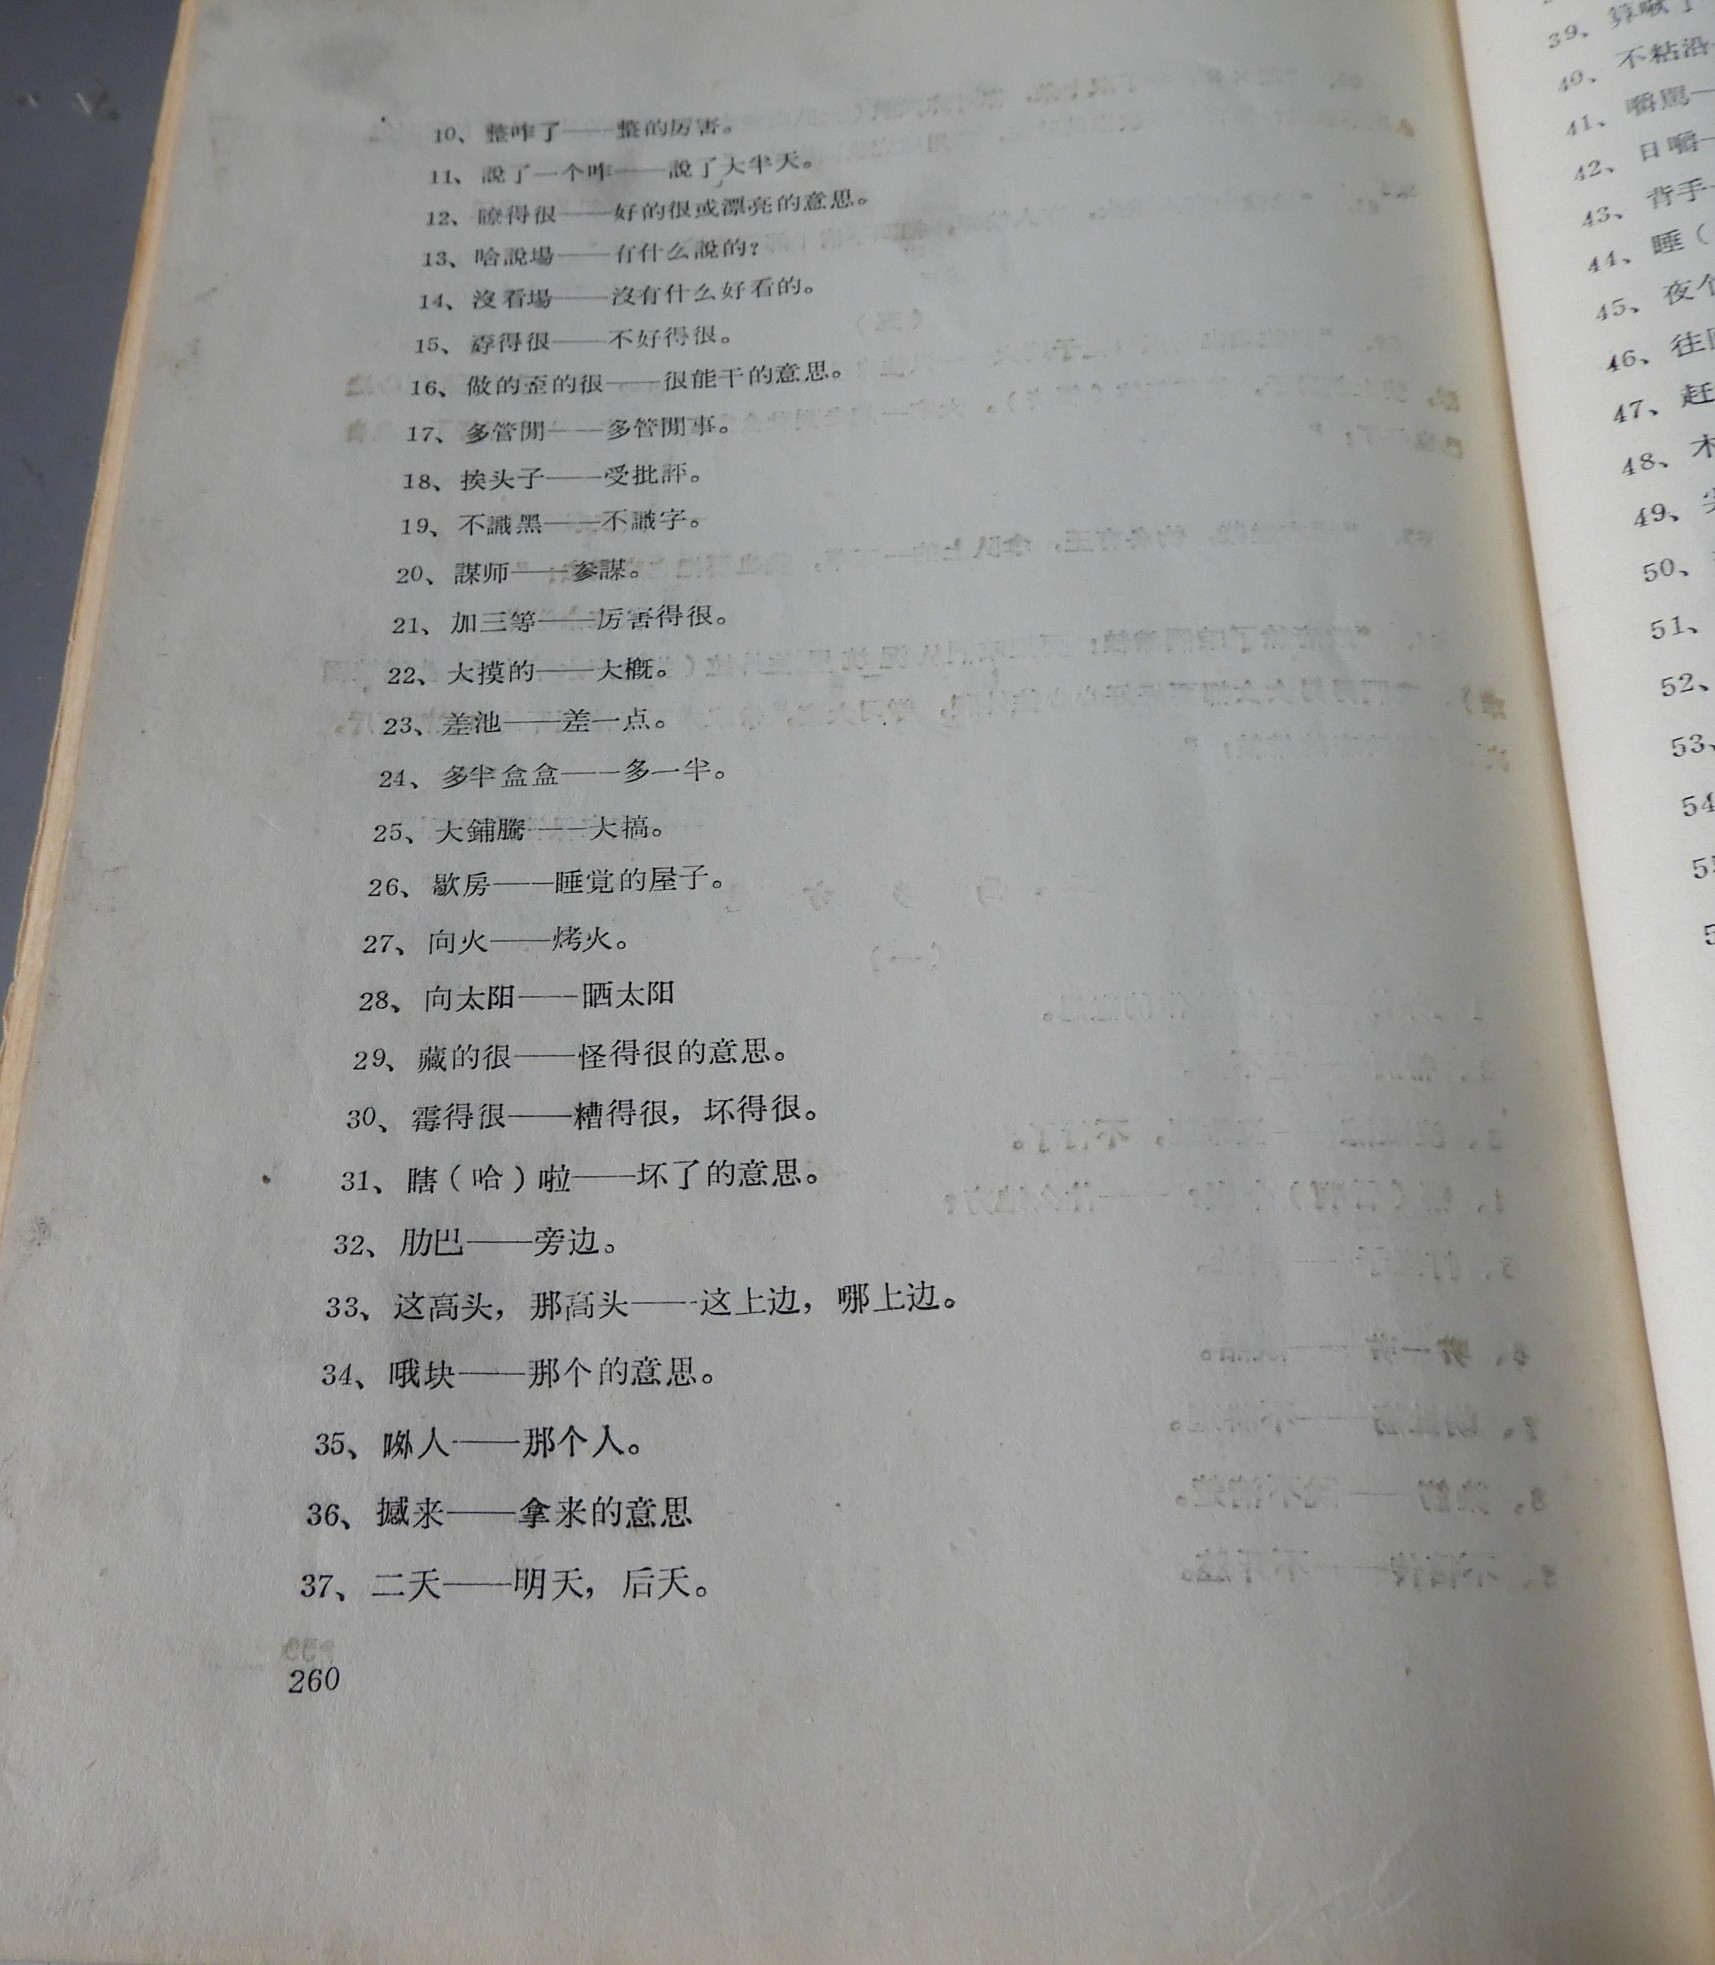 10、整咋了——整的厉害。
11、說了一个咋——說了大半天。
12、瞭得很——好的很或漂亮的意思。
13、哈說場——有什么說的?
14、沒看場——沒有什么好看的。
15、孬得很——不好得很。
16、做的歪的很——很能干的意思。
17、多管閒——多管閒事。
18、挨头子——受批評。
19、不識黑——不識字。
20、謀师——参謀。
21、加三等——厉害得很。
22、大摸的——大概。
23、差池——差一点。
24、多半盒盒——多一半。
25、大鋪騰——大搞。
26、歇房——睡覚的屋子。
27、向火——烤火。
28、向太阳——晒太阳
29、藏的很——怪得很的意思。
30、霉得很——糟得很，坏得很。
31、瞎（哈）啦——坏了的意思。
32、肋巴——旁边。
33、这高头，那高头——这上边，哪上边。
34、哦块——那个的意思。
35、人——那个人。
36、撼来——拿来的意思
37、二天——明天，后天。
260
39、算
40、不粘沿
41、嚼罵—
42、日嚼—
43、背手
44、睡（
45、夜
46、往
47、赶
48、木
49、
50、
51、
52、
53、
54